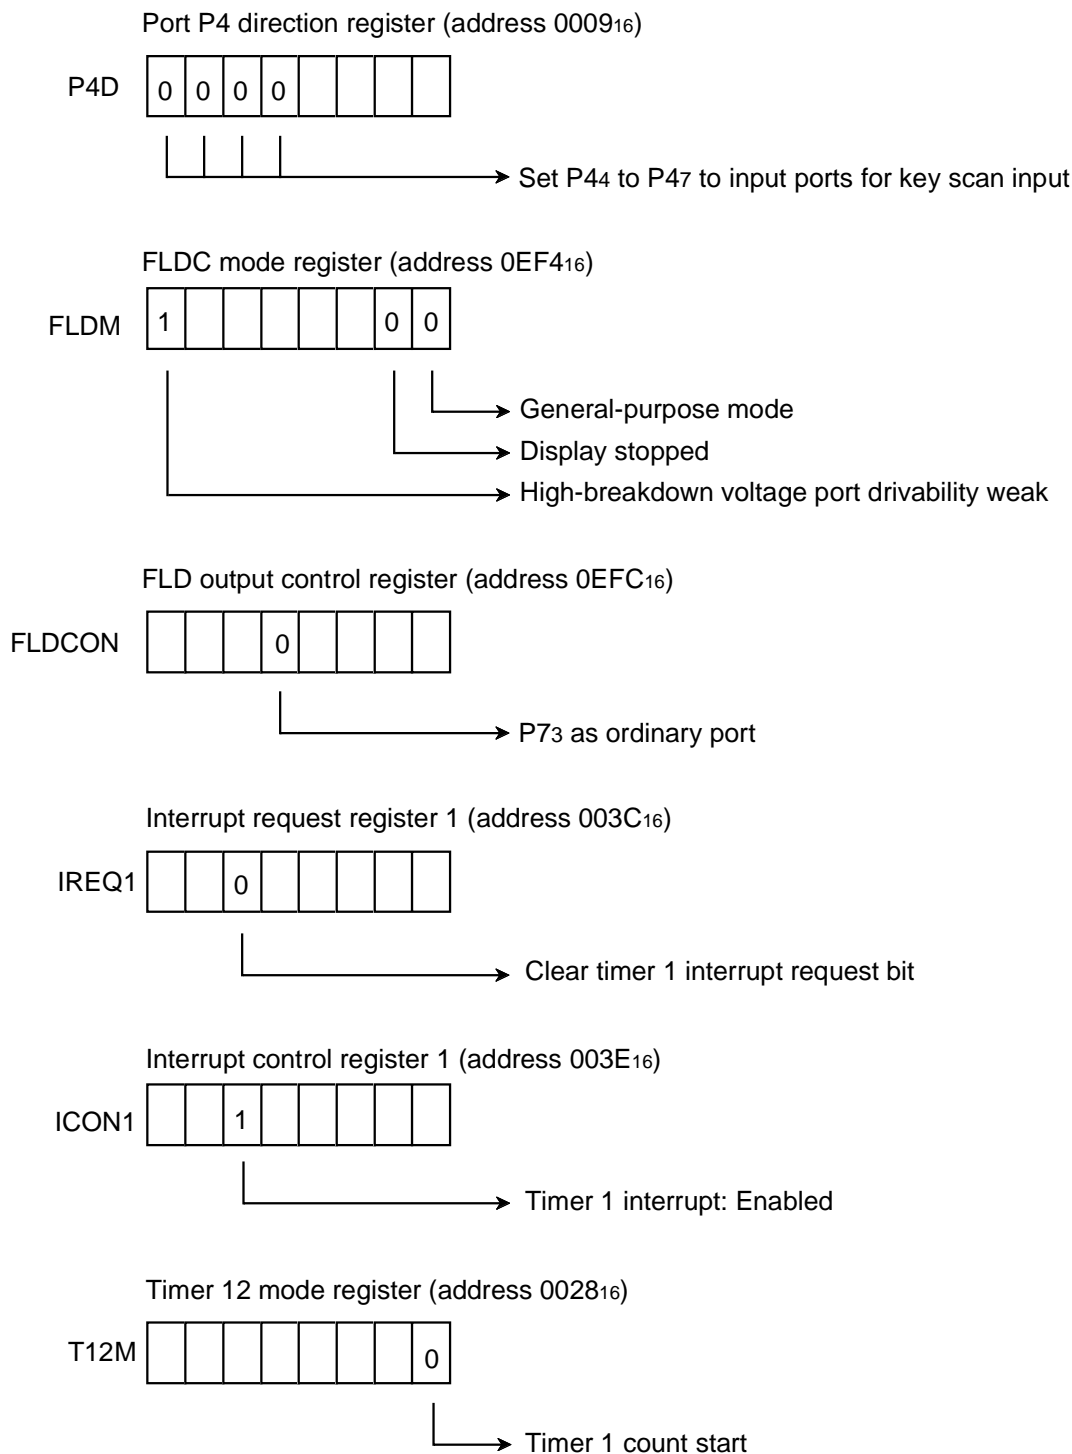 Port P4 direction register (address 000916)
P4D 0 0 0 0
Set P44 to P47 to input ports for key scan input
FLDC mode register (address 0EF416)
FLDM 1 0 0
General-purpose mode
Display stopped
High-breakdown voltage port drivability weak
FLD output control register (address 0EFC16)
FLDCON 0
P73 as ordinary port
Interrupt request register 1 (address 003C16)
IREQ1 0
Clear timer 1 interrupt request bit
Interrupt control register 1 (address 003E16)
ICON1 1
Timer 1 interrupt: Enabled
Timer 12 mode register (address 002816)
T12M 0
Timer 1 count start